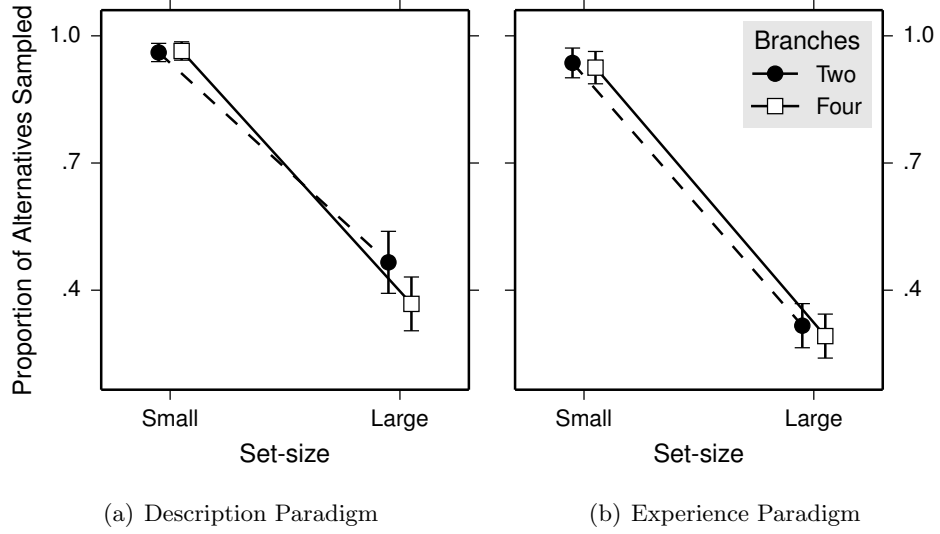 Proportion of Alternatives Sampled
1.0
.7
.4
Small
Large
Set-size
(a) Description Paradigm
Branches
Two
Four
1.0
.7
.4
Small
Large
Set-size
(b) Experience Paradigm